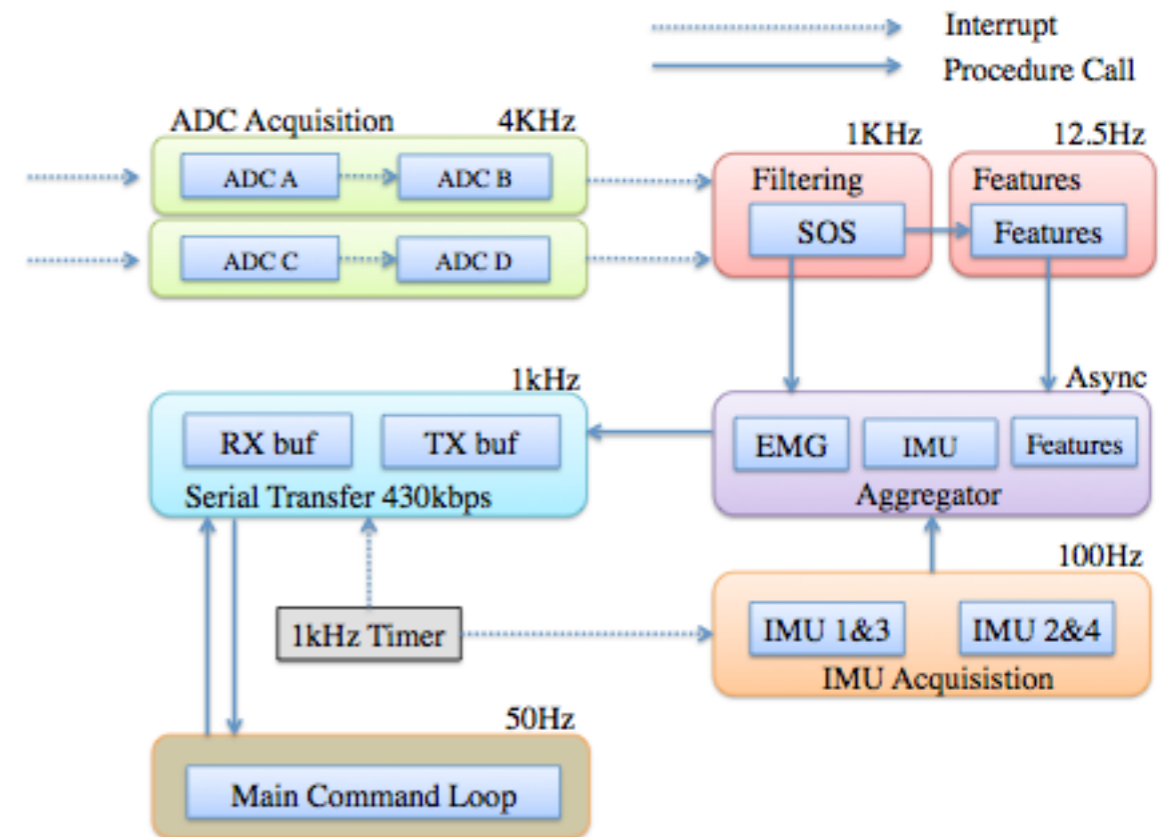 Interrupt
Procedure Call
ADC Acquisition 4KHz
ADC A ADC B
ADC C ADC D
1KHz 12.5Hz
Filtering Features
SOS Features
1kHz
RX buf TX buf
Serial Transfer 430kbps
Async
EMG IMU Features
Aggregator
1kHz Timer
100Hz
IMU 1&3 IMU 2&4
IMU Acquisistion
50Hz
Main Command Loop